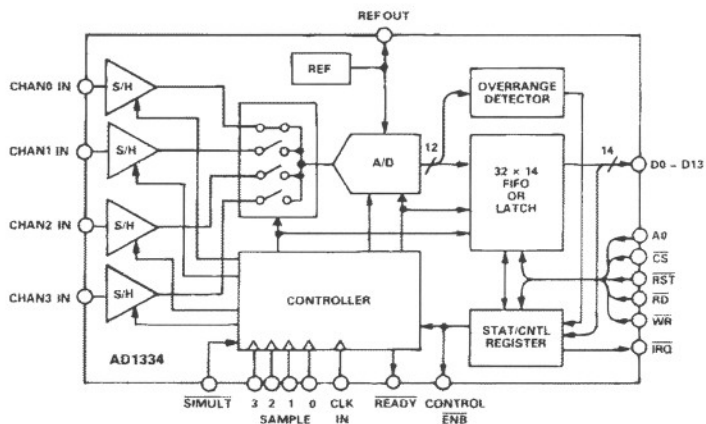 REF OUT
REF
OVERRANGE
DETECTOR
CHAN0 IN
S/H
CHAN1 IN
S/H
CHAN2 IN
S/H
CHAN3 IN
S/H
A/D
12
32 × 14
FIFO
OR
LATCH
14
D0 – D13
A0
CS
RST
RD
WR
IRQ
CONTROLLER
STAT/CNTL
REGISTER
AD1334
SIMULT
3 2 1 0
SAMPLE
CLK
IN
READY
CONTROL
ENB